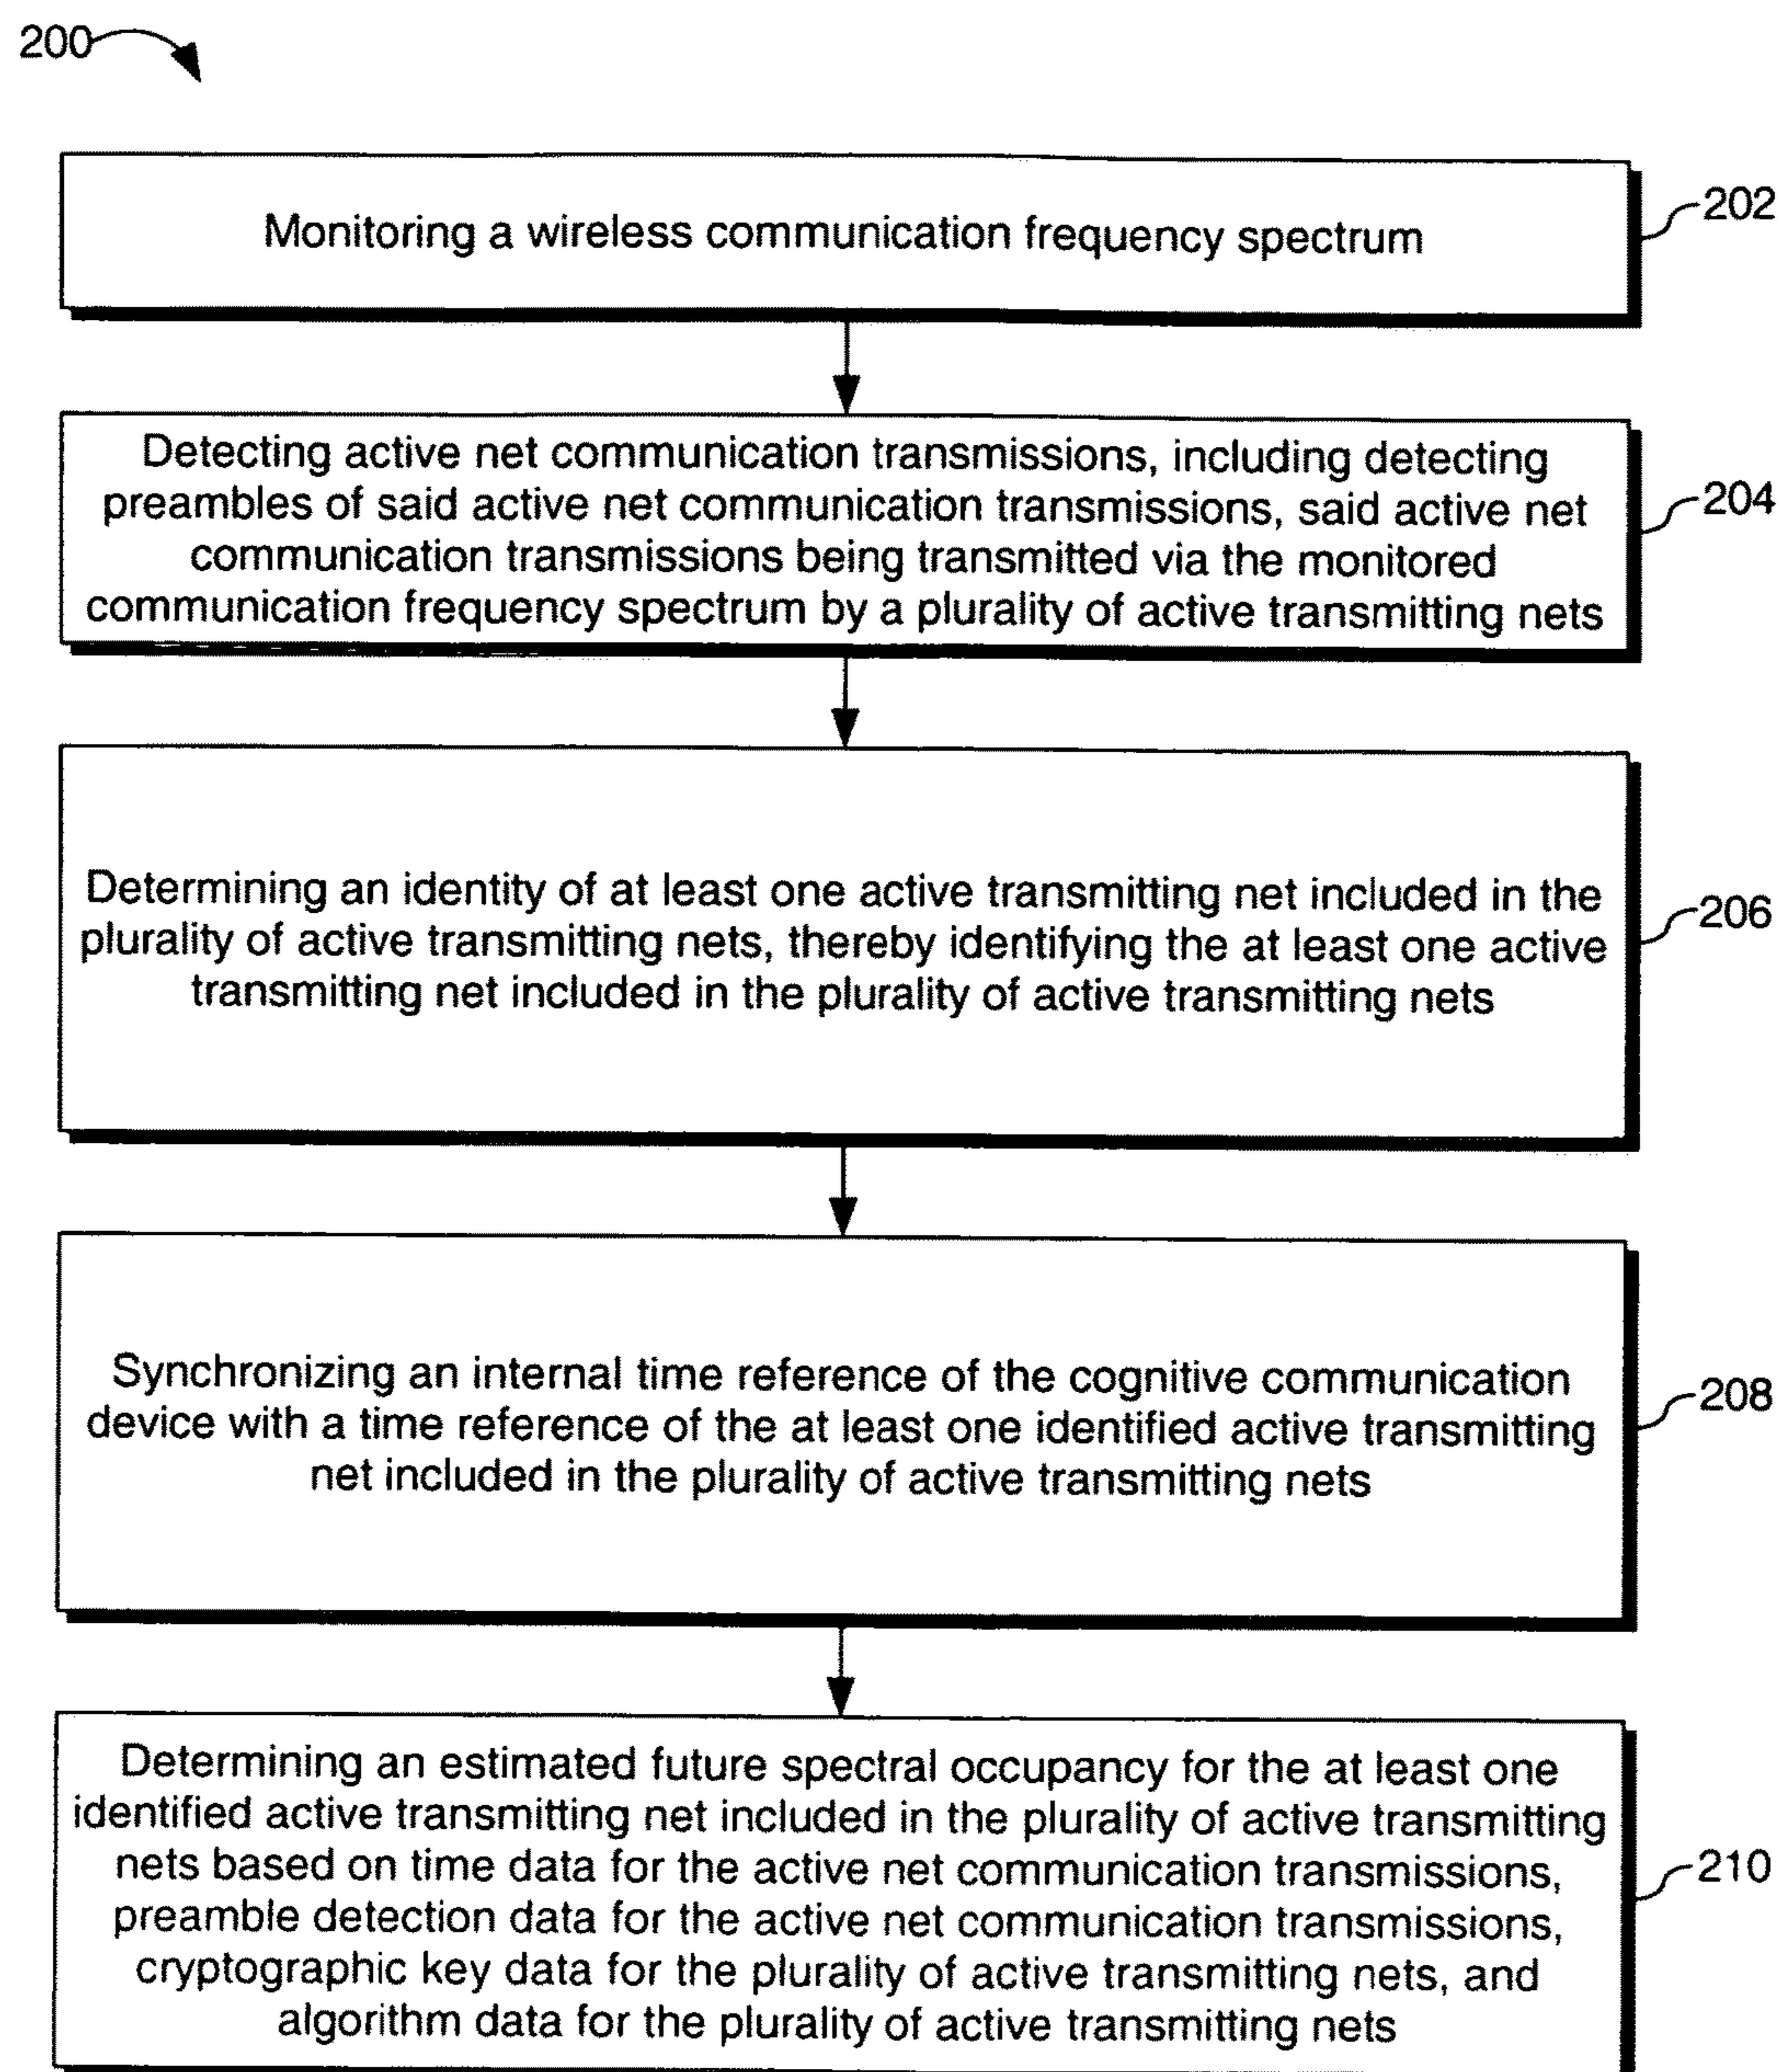 200
Monitoring a wireless communication frequency spectrum
202
Detecting active net communication transmissions, including detecting
preambles of said active net communication transmissions, said active net
communication transmissions being transmitted via the monitored
communication frequency spectrum by a plurality of active transmitting nets
204
Determining an identity of at least one active transmitting net included in the
plurality of active transmitting nets, thereby identifying the at least one active
transmitting net included in the plurality of active transmitting nets
206
Synchronizing an internal time reference of the cognitive communication
device with a time reference of the at least one identified active transmitting
net included in the plurality of active transmitting nets
208
Determining an estimated future spectral occupancy for the at least one
identified active transmitting net included in the plurality of active transmitting
nets based on time data for the active net communication transmissions,
preamble detection data for the active net communication transmissions,
cryptographic key data for the plurality of active transmitting nets, and
algorithm data for the plurality of active transmitting nets
210